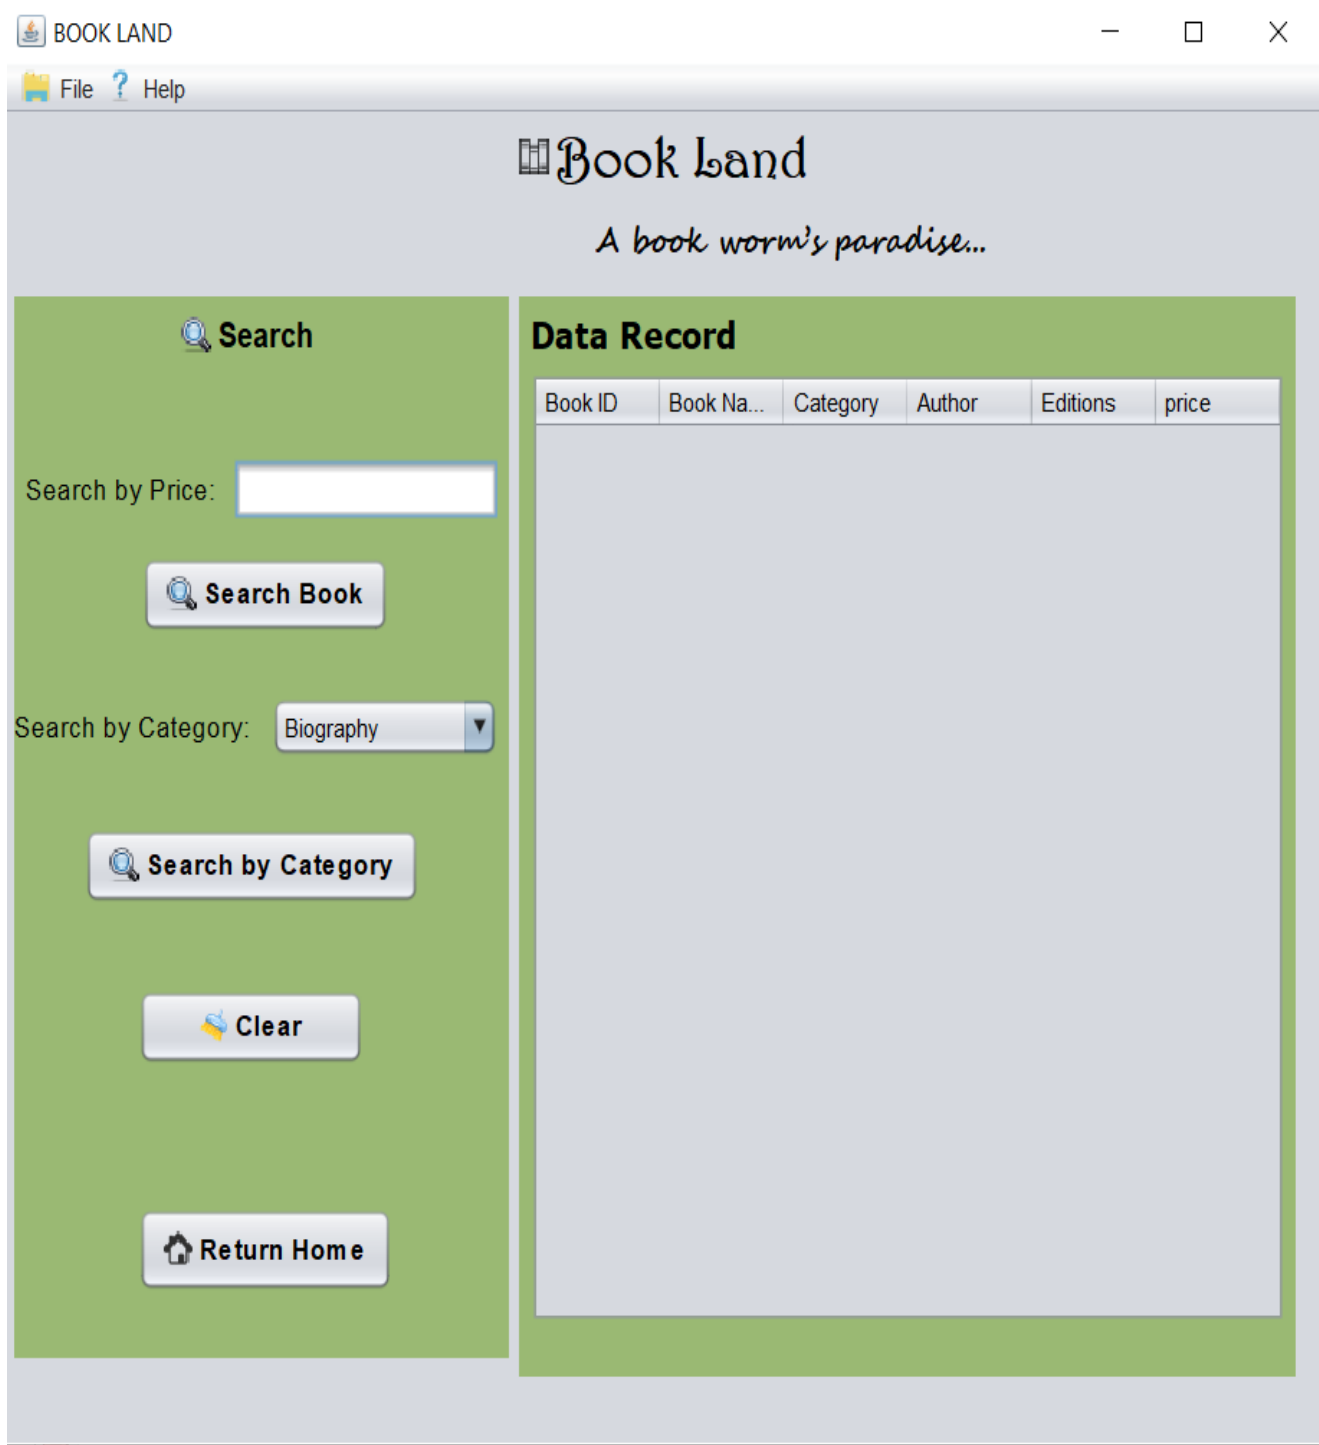 BOOK LAND
File Help
Book Land
A book worm's paradise...
Search
Search by Price:
Search Book
Search by Category: Biography
Search by Category
Clear
Return Home
Data Record
Book ID Book Na... Category Author Editions price